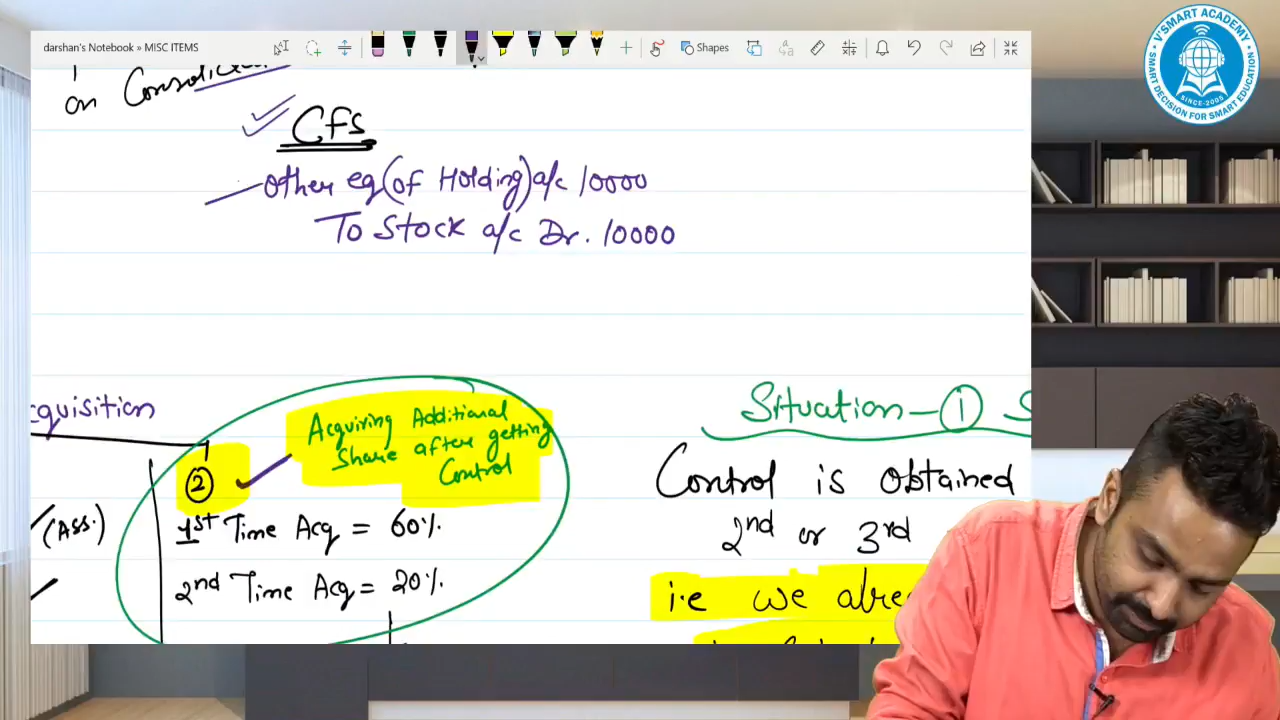 darshan's Notebook » MISC ITEMS
Shapes
V'SMART ACADEMY
SMART DECISION FOR SMART EDUCATION
SINCE-2005
on
CFS
Other eq (of Holding) a/c 10000
To Stock a/c Dr. 10000
cquisition
Acquiring Additional
Share after getting
Control
2
(Ass.)
1st Time Acq = 60%.
2nd Time Acq = 20%.
Situation-1 S
Control is obtained
2nd or 3rd
i.e we alre